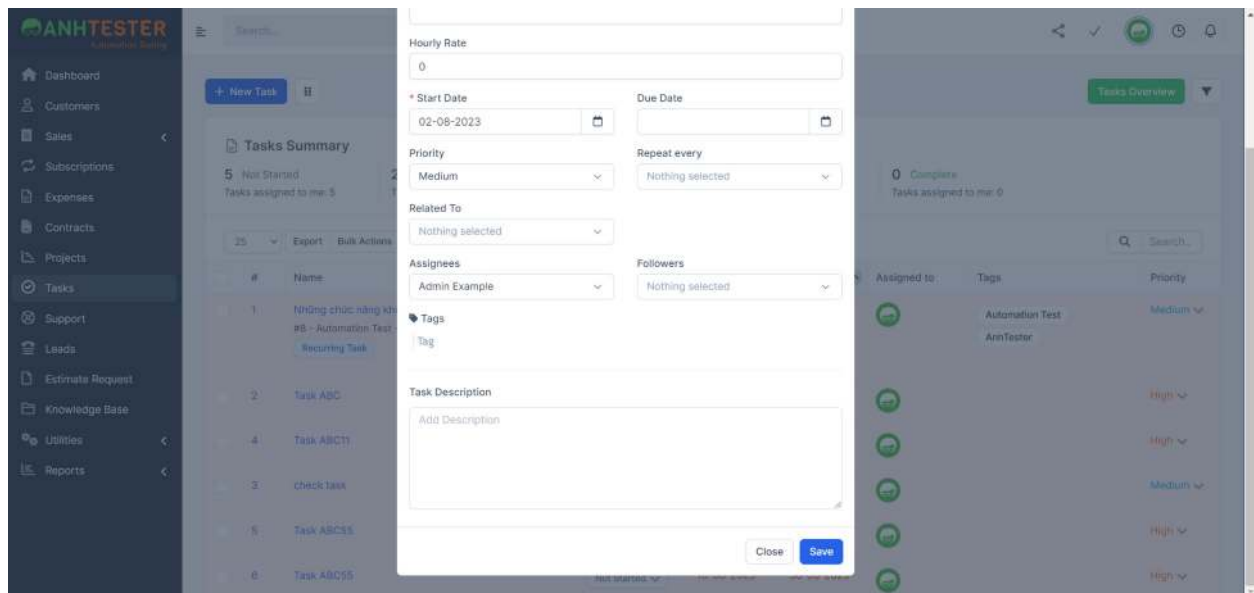 ANHTESTER
Automation Testing
Search...
Dashboard
Customers
Sales
Subscriptions
Expenses
Contracts
Projects
Tasks
Support
Leads
Estimate Request
Knowledge Base
Utilities
Reports
+ New Task
Tasks Overview
Tasks Summary
5 Not Started
Tasks assigned to me: 5
2
0 Complete
Tasks assigned to me: 0
25 Export Bulk Actions
Search...
# Name Assigned to Tags Priority
1 Những chức năng
#8 - Automation Test
Recurring Task
Automation Test
AnhTester
Medium
2 Task ABC High
4 Task ABC11 High
3 check task Medium
5 Task ABC55 High
6 Task ABC55 Not Started High
Hourly Rate
0
* Start Date Due Date
02-08-2023
Priority Repeat every
Medium Nothing selected
Related To
Nothing selected
Assignees Followers
Admin Example Nothing selected
Tags
Tag
Task Description
Add Description
Close Save